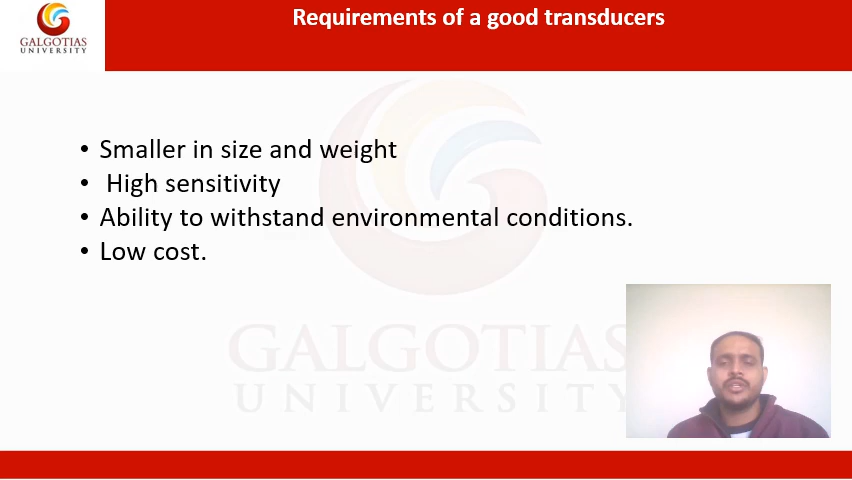 Requirements of a good transducers
GALGOTIAS
UNIVERSITY
• Smaller in size and weight
• High sensitivity
• Ability to withstand environmental conditions.
• Low cost.
GALGOTIAS
UNIVERSITY